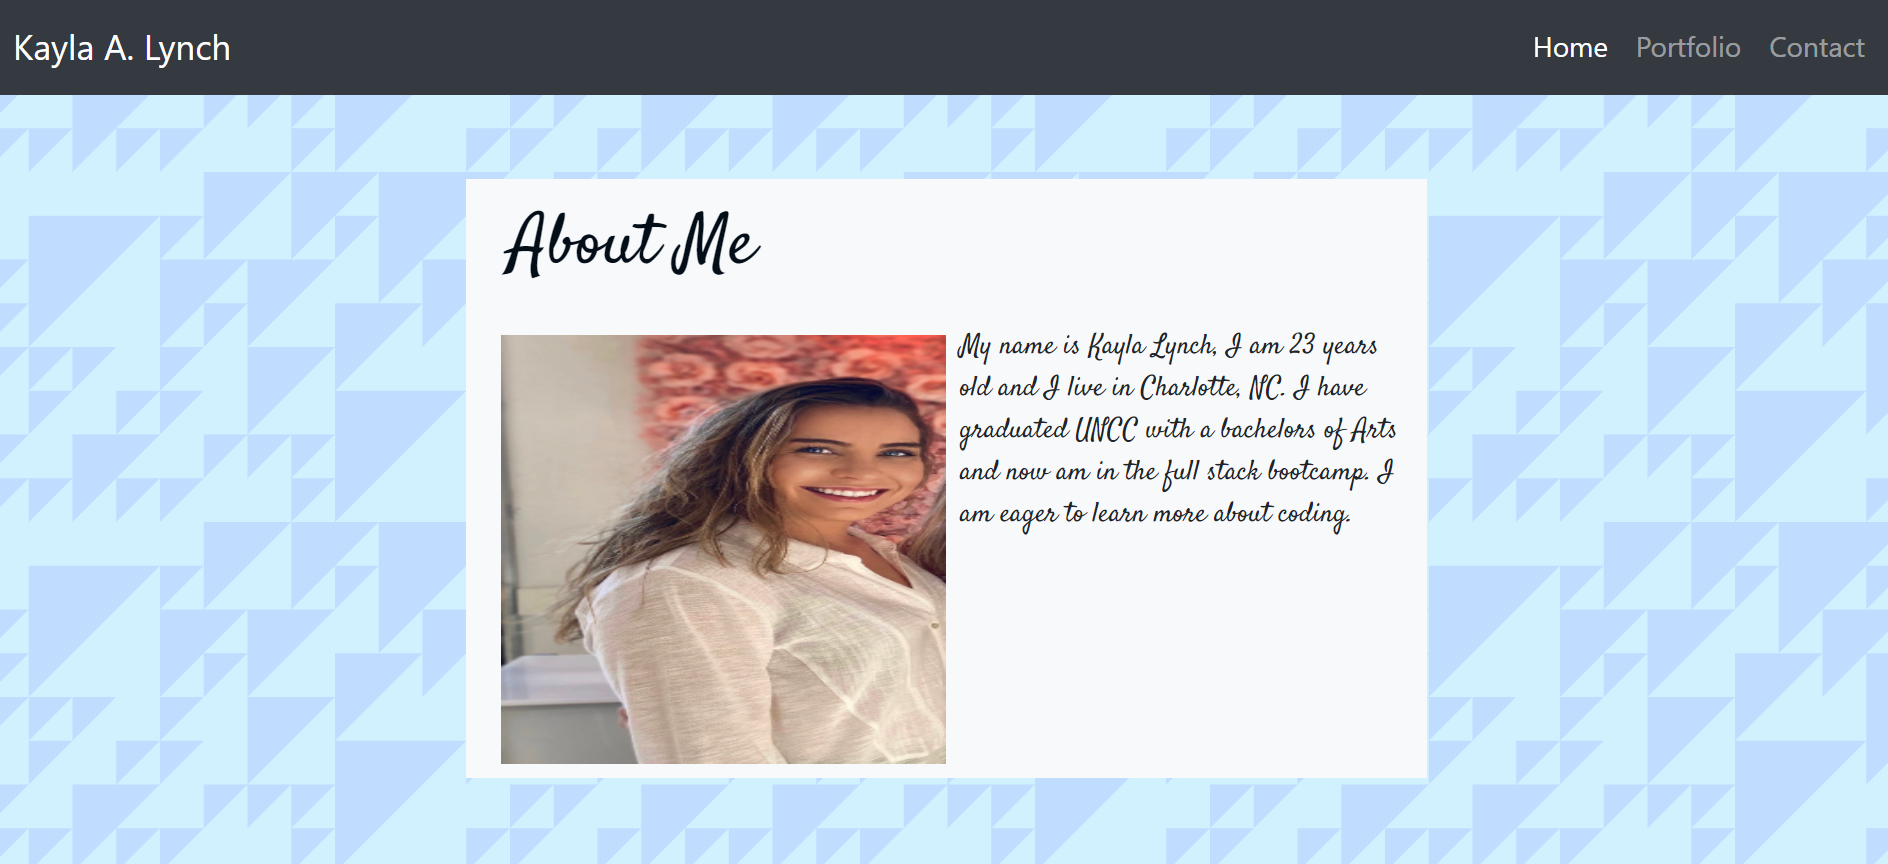 Kayla A. Lynch
Home Portfolio Contact
About Me
My name is Kayla Lynch, I am 23 years
old and I live in Charlotte, NC. I have
graduated UNCC with a bachelors of Arts
and now am in the full stack bootcamp. I
am eager to learn more about coding.